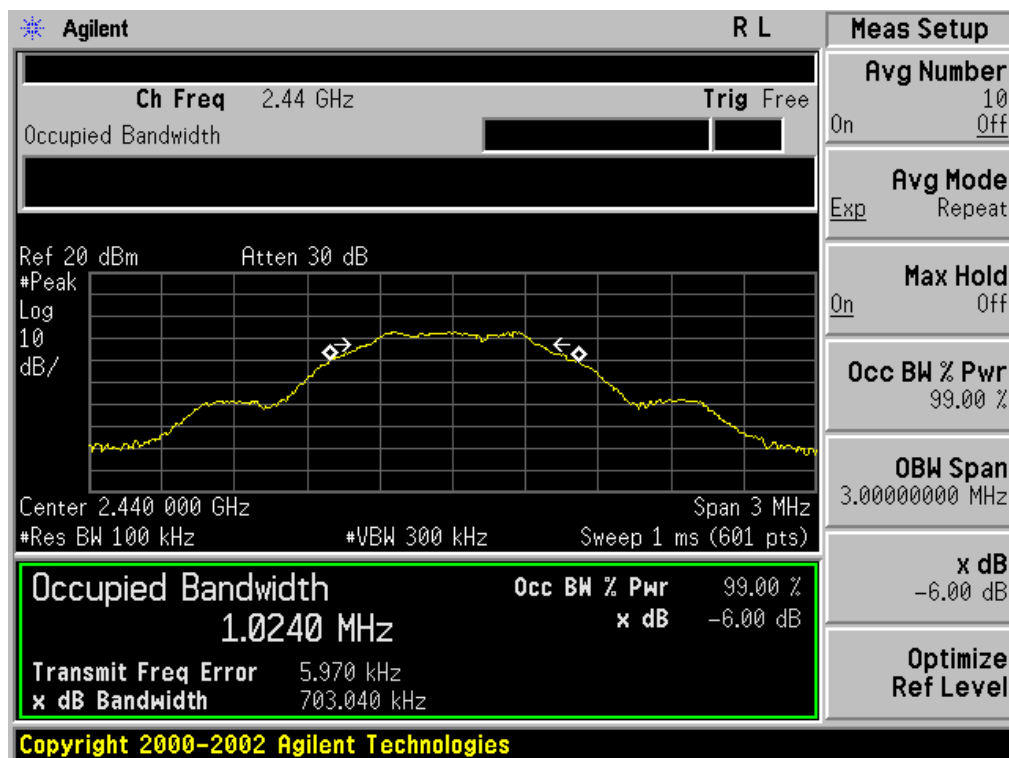 Agilent R L
Ch Freq 2.44 GHz Trig Free
Occupied Bandwidth
Ref 20 dBm Atten 30 dB
#Peak
Log
10
dB/
Center 2.440 000 GHz Span 3 MHz
#Res BW 100 kHz #VBW 300 kHz Sweep 1 ms (601 pts)
Occupied Bandwidth Occ BW % Pwr 99.00 %
1.0240 MHz x dB -6.00 dB
Transmit Freq Error 5.970 kHz
x dB Bandwidth 703.040 kHz
Copyright 2000-2002 Agilent Technologies
Meas Setup
Avg Number
10
On Off
Avg Mode
Exp Repeat
Max Hold
On Off
Occ BW % Pwr
99.00 %
OBW Span
3.00000000 MHz
x dB
-6.00 dB
Optimize
Ref Level